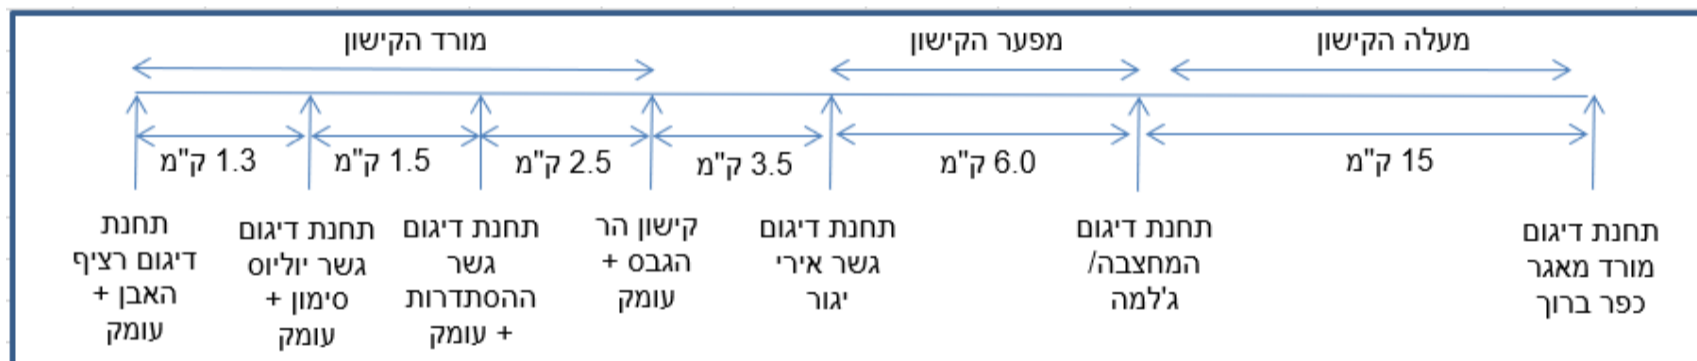 מעלה הקישון
מפער הקישון
מורד הקישון
15 ק"מ
6.0 ק"מ
3.5 ק"מ
2.5 ק"מ
1.5 ק"מ
1.3 ק"מ
תחנת דיגום
מורד מאגר
כפר ברוך
תחנת דיגום
המחצבה/
ג'למה
תחנת דיגום
גשר אירי
יגור
קישון הר
הגבס +
עומק
תחנת דיגום
גשר
ההסתדרות
+ עומק
תחנת דיגום
גשר יוליוס
סימון +
עומק
תחנת
דיגום רציף
האבן +
עומק